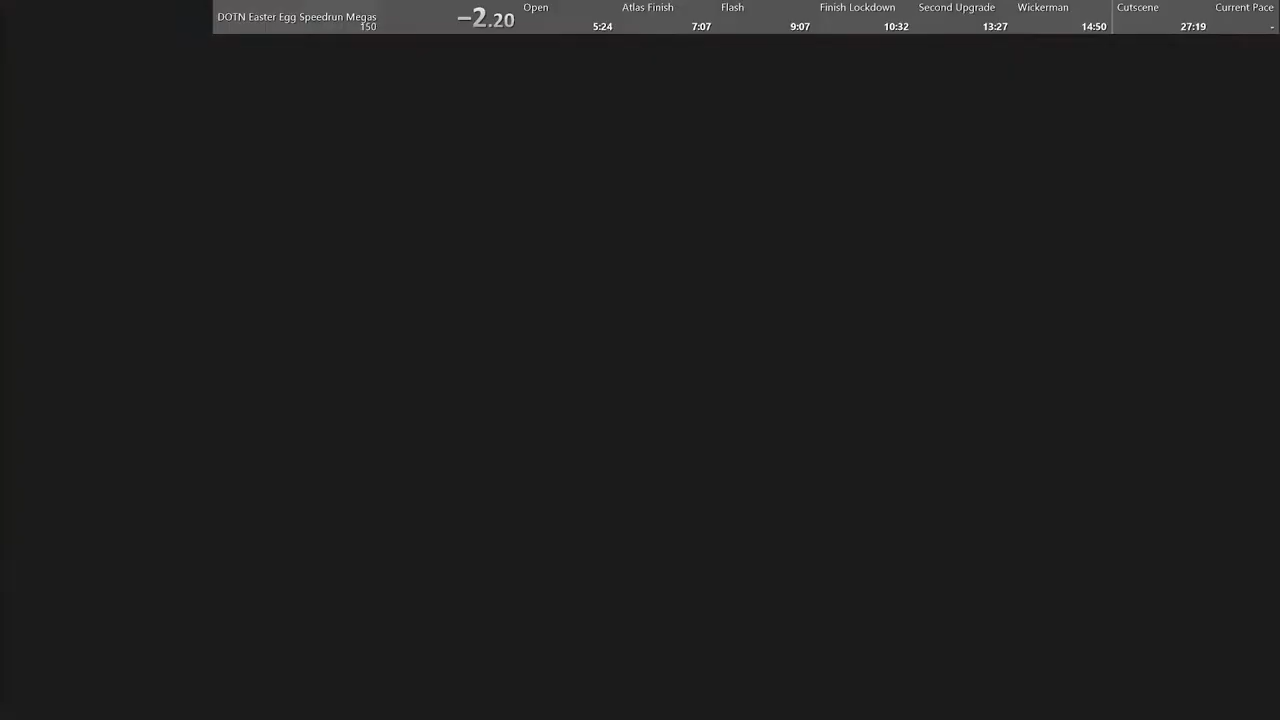 DOTN Easter Egg Speedrun Megas
150
-2.20
Open
5:24
Atlas Finish
7:07
Flash
9:07
Finish Lockdown
10:32
Second Upgrade
13:27
Wickerman
14:50
Cutscene
27:19
Current Pace
-